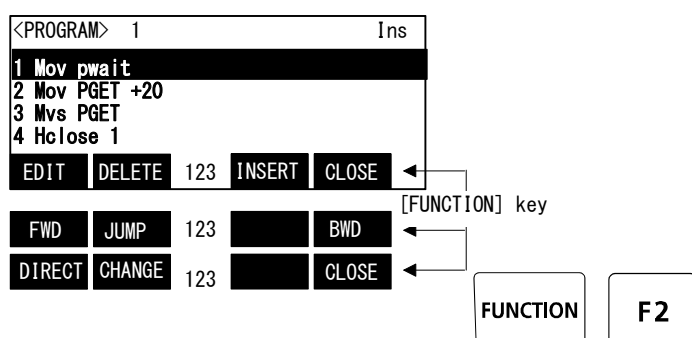 <PROGRAM> 1 Ins
1 Mov pwait
2 Mov PGET +20
3 Mvs PGET
4 Hclose 1
EDIT DELETE 123 INSERT CLOSE
[FUNCTION] key
FWD JUMP 123 BWD
DIRECT CHANGE 123 CLOSE
FUNCTION F2